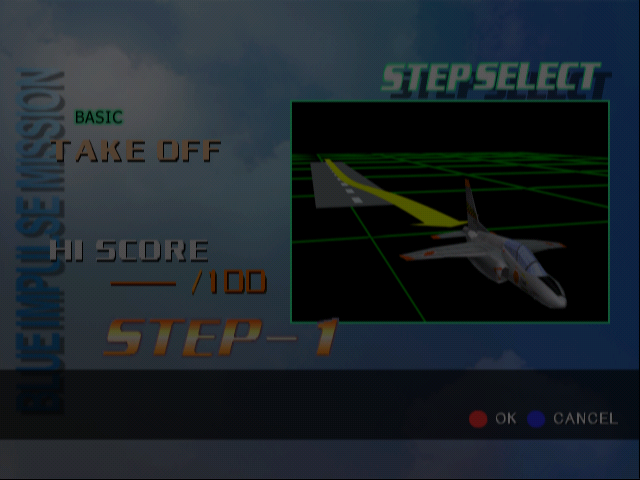 STEP SELECT
BLUE IMPULSE MISSION
BASIC
TAKE OFF
HI SCORE
/100
STEP-1
OK CANCEL